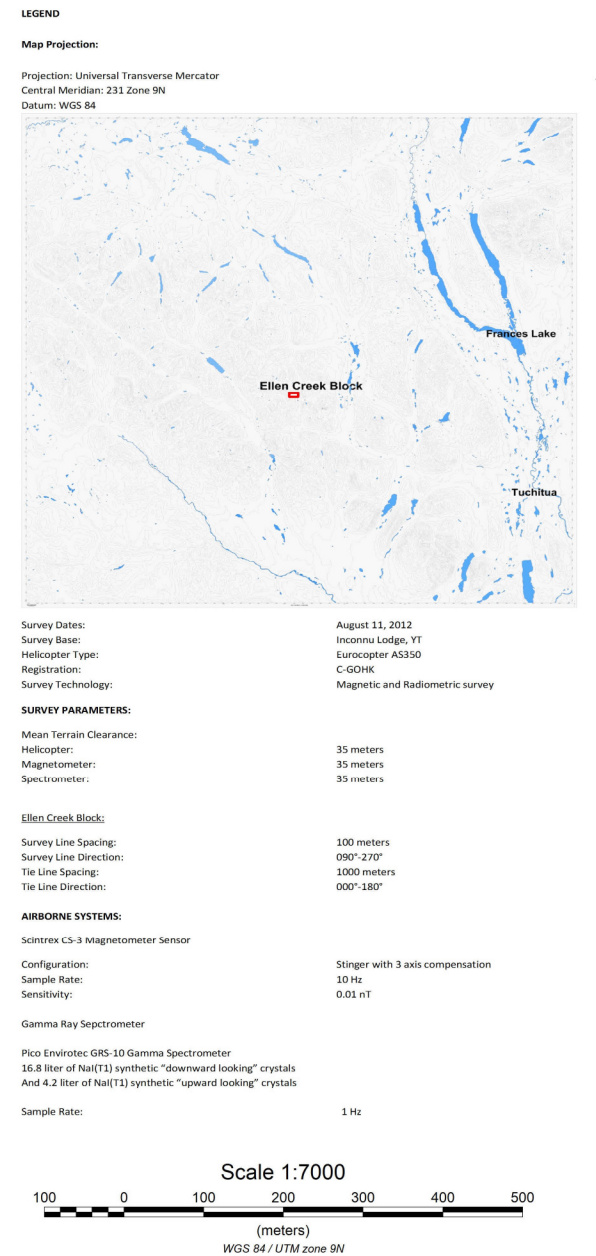 LEGEND
Map Projection:
Projection: Universal Transverse Mercator
Central Meridian: 231 Zone 9N
Datum: WGS 84
Frances Lake
Ellen Creek Block
Tuchitua
Survey Dates: August 11, 2012
Survey Base: Inconnu Lodge, YT
Helicopter Type: Eurocopter AS350
Registration: C-GOHK
Survey Technology: Magnetic and Radiometric survey
SURVEY PARAMETERS:
Mean Terrain Clearance:
Helicopter: 35 meters
Magnetometer: 35 meters
Spectrometer: 35 meters
Ellen Creek Block:
Survey Line Spacing: 100 meters
Survey Line Direction: 090°-270°
Tie Line Spacing: 1000 meters
Tie Line Direction: 000°-180°
AIRBORNE SYSTEMS:
Scintrex CS-3 Magnetometer Sensor
Configuration: Stinger with 3 axis compensation
Sample Rate: 10 Hz
Sensitivity: 0.01 nT
Gamma Ray Sepctrometer
Pico Envirotec GRS-10 Gamma Spectrometer
16.8 liter of NaI(T1) synthetic “downward looking” crystals
And 4.2 liter of NaI(T1) synthetic “upward looking” crystals
Sample Rate: 1 Hz
Scale 1:7000
100 0 100 200 300 400 500
(meters)
WGS 84 / UTM zone 9N